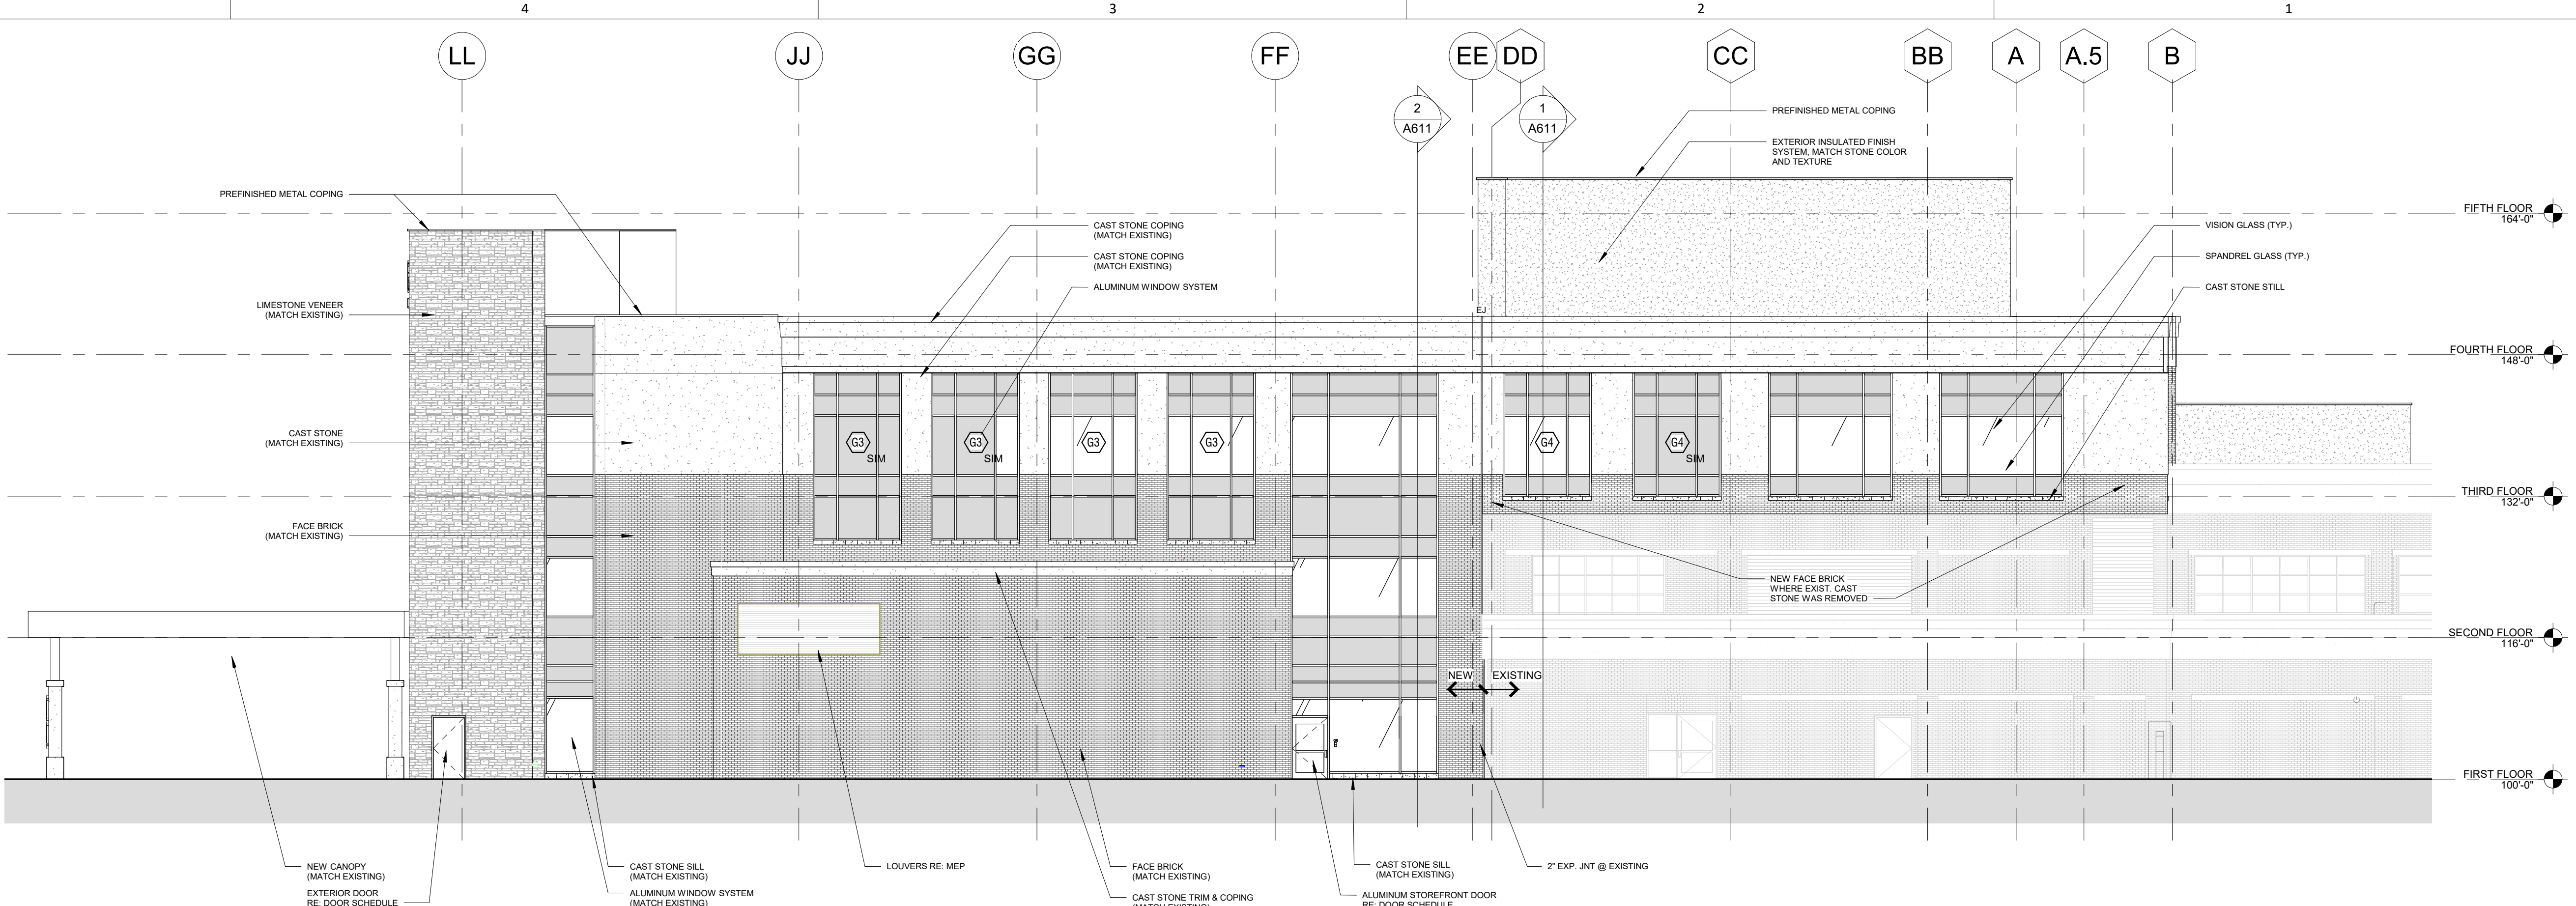 4
3
2
1
LL
JJ
GG
FF
EE
DD
CC
BB
A
A.5
B
2
A611
1
A611
PREFINISHED METAL COPING
EXTERIOR INSULATED FINISH
SYSTEM, MATCH STONE COLOR
AND TEXTURE
PREFINISHED METAL COPING
CAST STONE COPING
(MATCH EXISTING)
CAST STONE COPING
(MATCH EXISTING)
ALUMINUM WINDOW SYSTEM
FIFTH FLOOR
164'-0"
VISION GLASS (TYP.)
SPANDREL GLASS (TYP.)
CAST STONE STILL
LIMESTONE VENEER
(MATCH EXISTING)
EJ
FOURTH FLOOR
148'-0"
CAST STONE
(MATCH EXISTING)
G3
SIM
G3
SIM
G3
G3
G4
G4
SIM
THIRD FLOOR
132'-0"
FACE BRICK
(MATCH EXISTING)
NEW FACE BRICK
WHERE EXIST. CAST
STONE WAS REMOVED
SECOND FLOOR
116'-0"
NEW
EXISTING
FIRST FLOOR
100'-0"
NEW CANOPY
(MATCH EXISTING)
EXTERIOR DOOR
RE: DOOR SCHEDULE
CAST STONE SILL
(MATCH EXISTING)
ALUMINUM WINDOW SYSTEM
(MATCH EXISTING)
LOUVERS RE: MEP
FACE BRICK
(MATCH EXISTING)
CAST STONE TRIM & COPING
(MATCH EXISTING)
CAST STONE SILL
(MATCH EXISTING)
ALUMINUM STOREFRONT DOOR
RE: DOOR SCHEDULE
2" EXP. JNT @ EXISTING